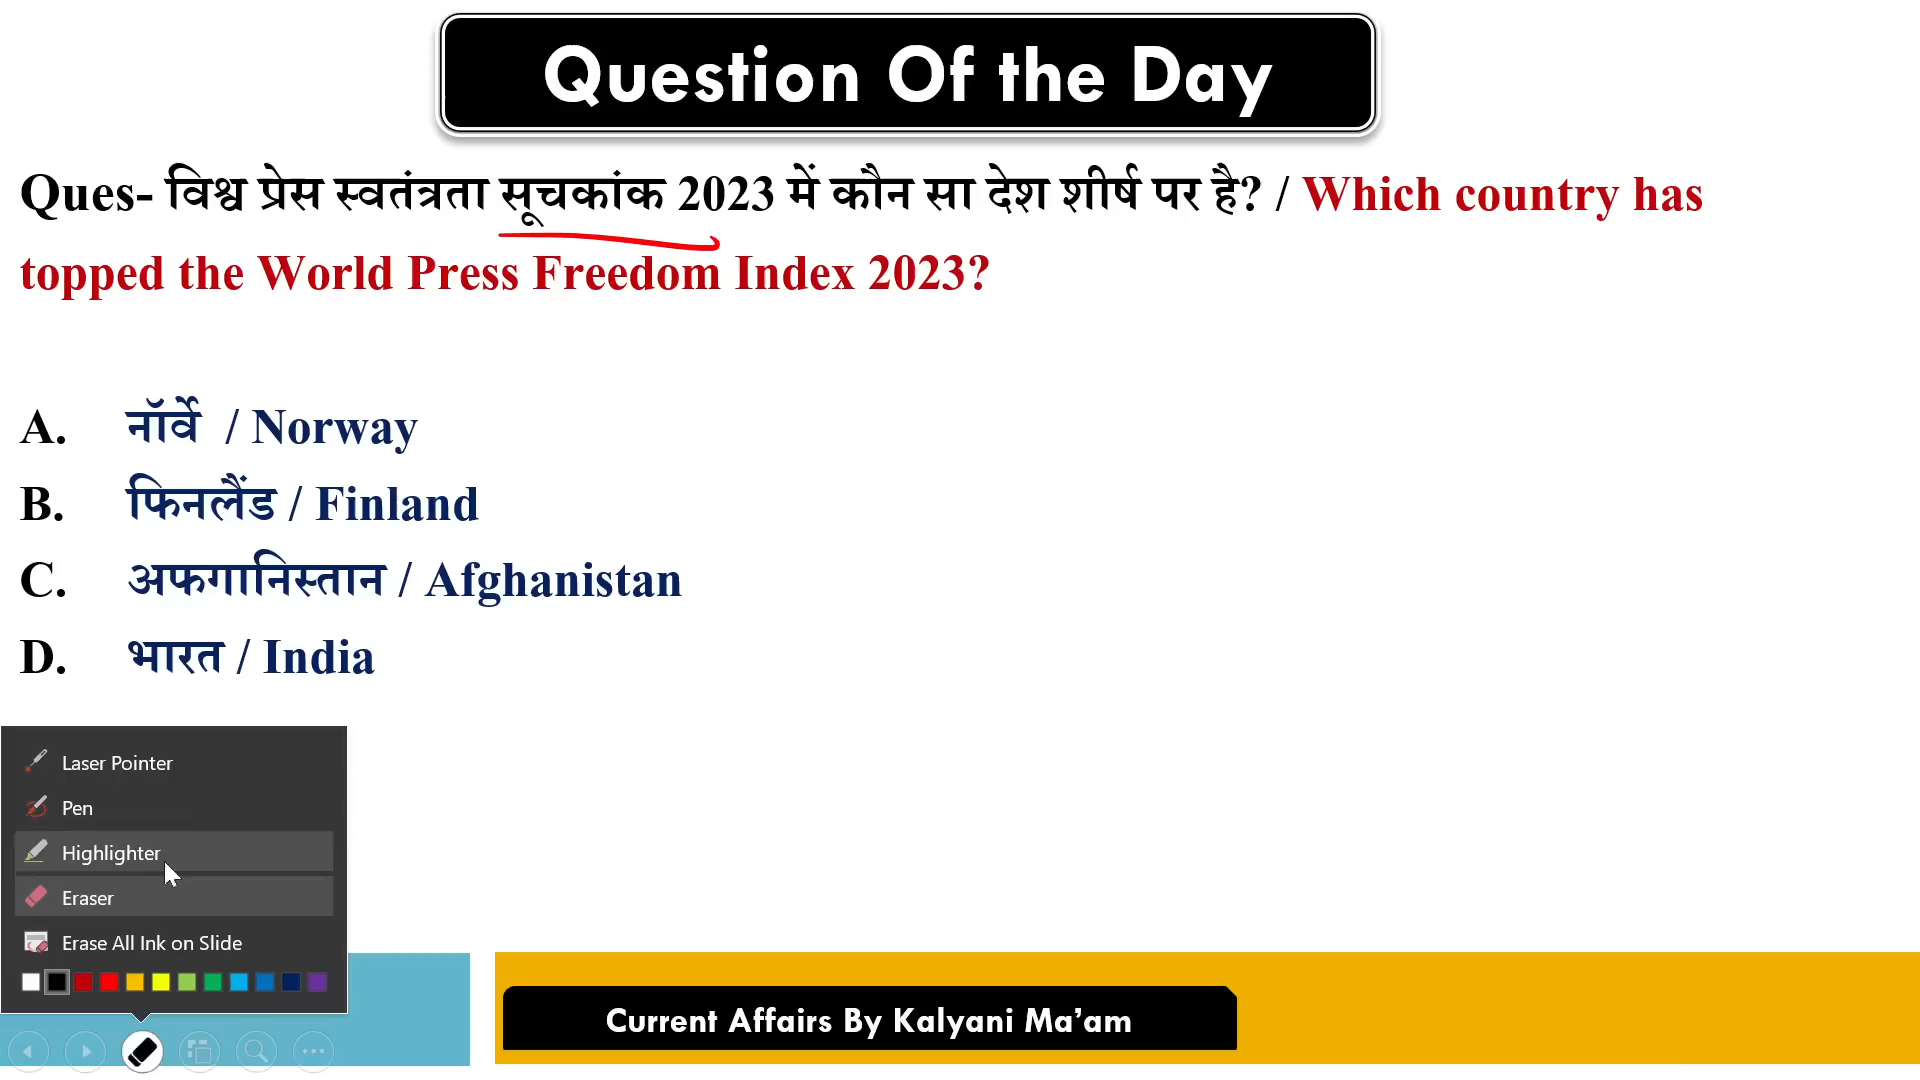 Question Of the Day
Ques- विश्व प्रेस स्वतंत्रता सूचकांक 2023 में कौन सा देश शीर्ष पर है? / Which country has
topped the World Press Freedom Index 2023?
A. नॉर्वे / Norway
B. फिनलैंड / Finland
C. अफगानिस्तान / Afghanistan
D. भारत / India
Laser Pointer
Pen
Highlighter
Eraser
Erase All Ink on Slide
Current Affairs By Kalyani Ma’am